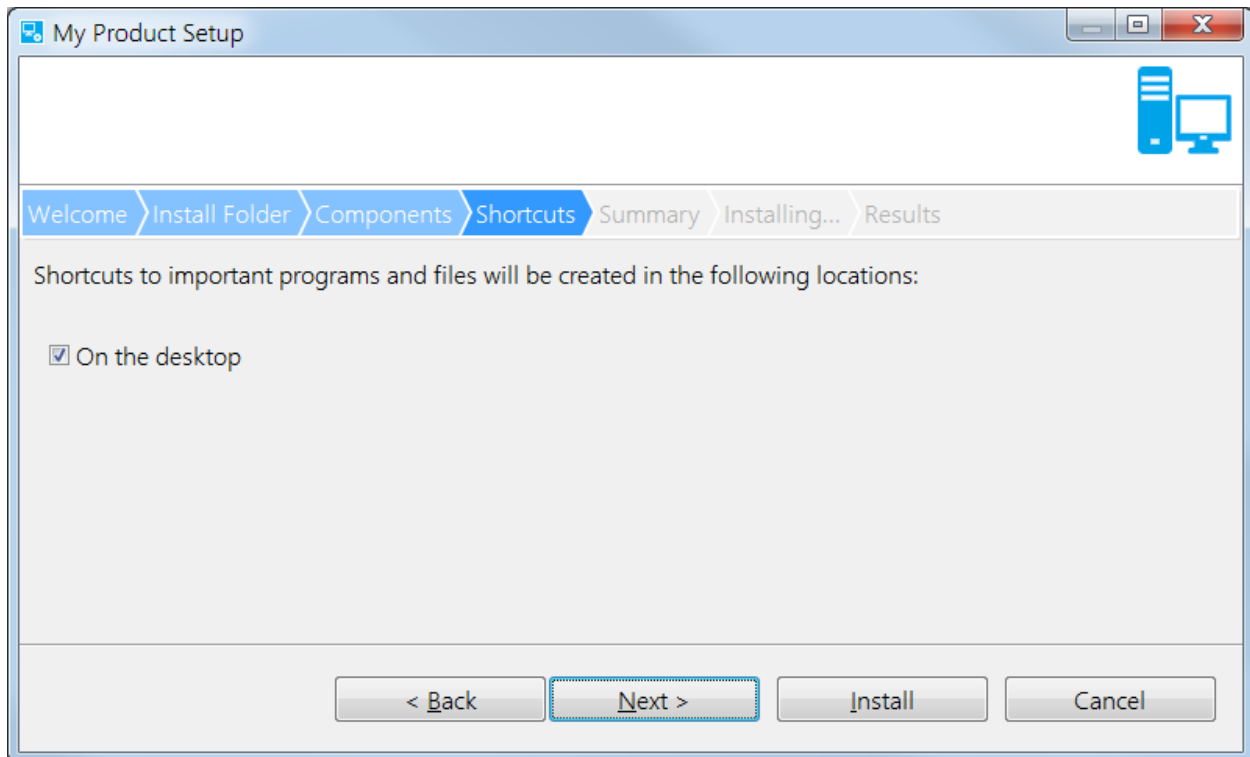 My Product Setup
Welcome Install Folder Components Shortcuts Summary Installing... Results
Shortcuts to important programs and files will be created in the following locations:
On the desktop
< Back Next > Install Cancel